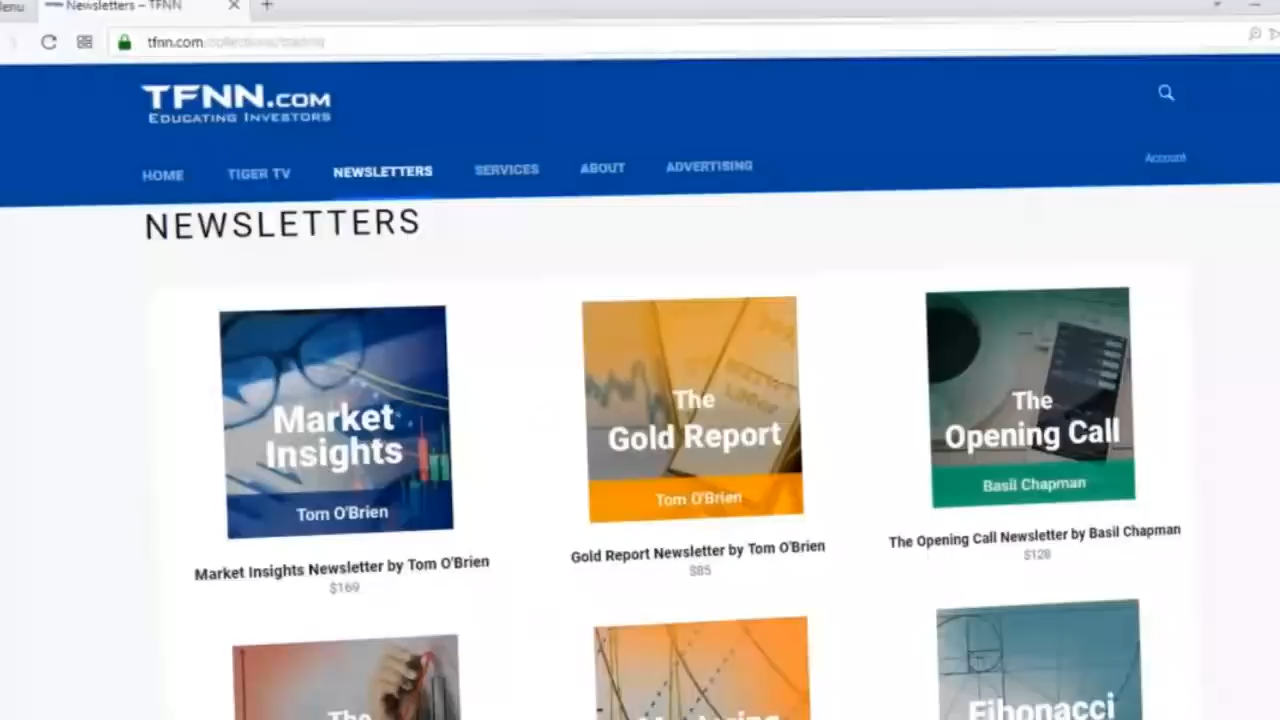 Newsletters – TFNN
tfnn.com
TFNN.COM
EDUCATING INVESTORS
Account
HOME TIGER TV NEWSLETTERS SERVICES ABOUT ADVERTISING
NEWSLETTERS
Market
Insights
Tom O'Brien
Market Insights Newsletter by Tom O'Brien
$169
The
Gold Report
Tom O'Brien
Gold Report Newsletter by Tom O'Brien
$85
The
Opening Call
Basil Chapman
The Opening Call Newsletter by Basil Chapman
$128
The
Fibonacci